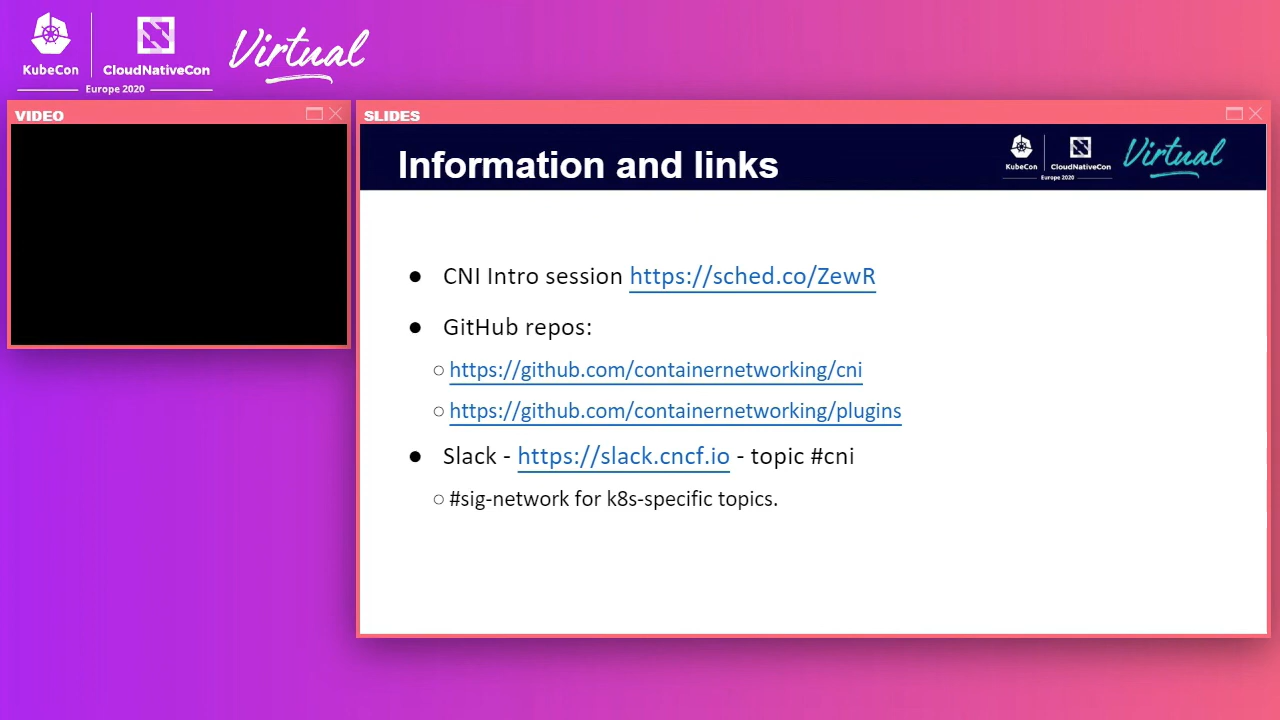 KubeCon
CloudNativeCon
Virtual
Europe 2020
VIDEO
SLIDES
Information and links
KubeCon
CloudNativeCon
Virtual
Europe 2020
● CNI Intro session https://sched.co/ZewR
● GitHub repos:
○ https://github.com/containernetworking/cni
○ https://github.com/containernetworking/plugins
● Slack - https://slack.cncf.io - topic #cni
○ #sig-network for k8s-specific topics.